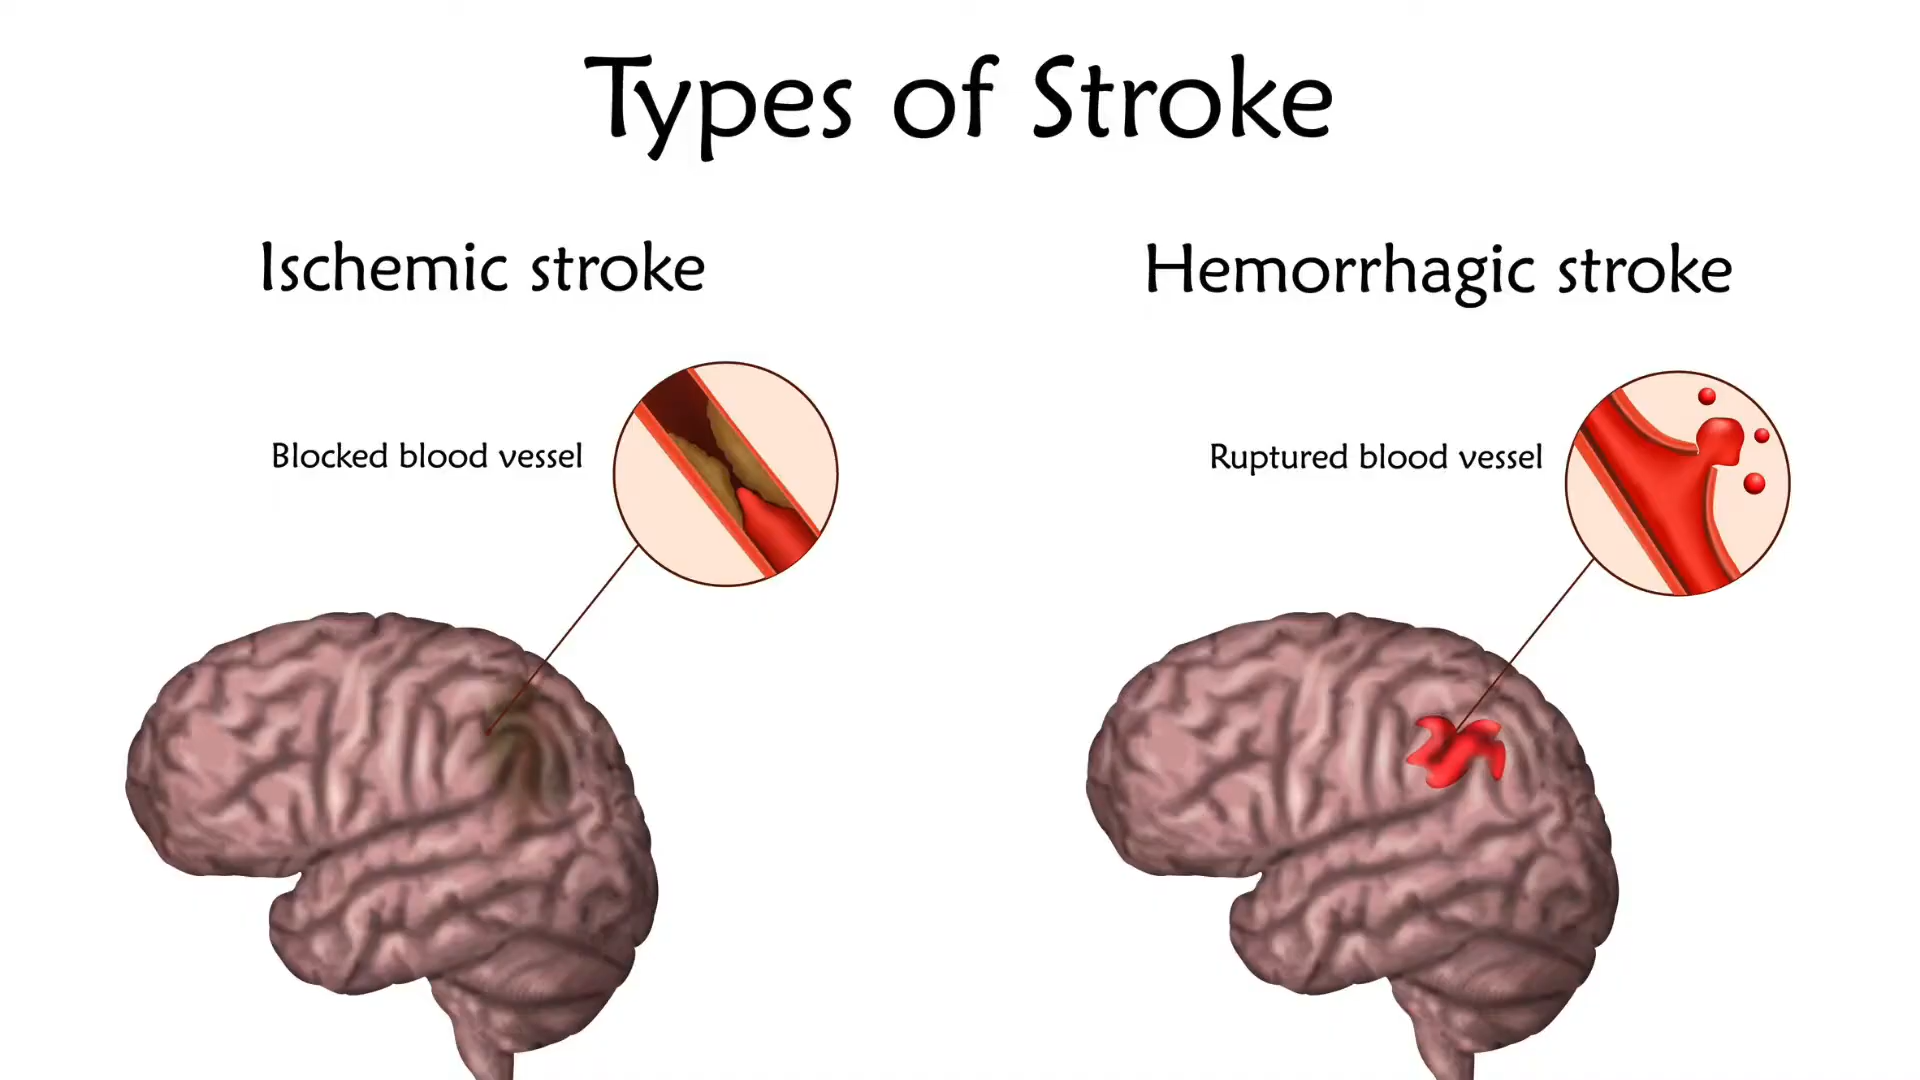 Types of Stroke
Ischemic stroke
Hemorrhagic stroke
Blocked blood vessel
Ruptured blood vessel